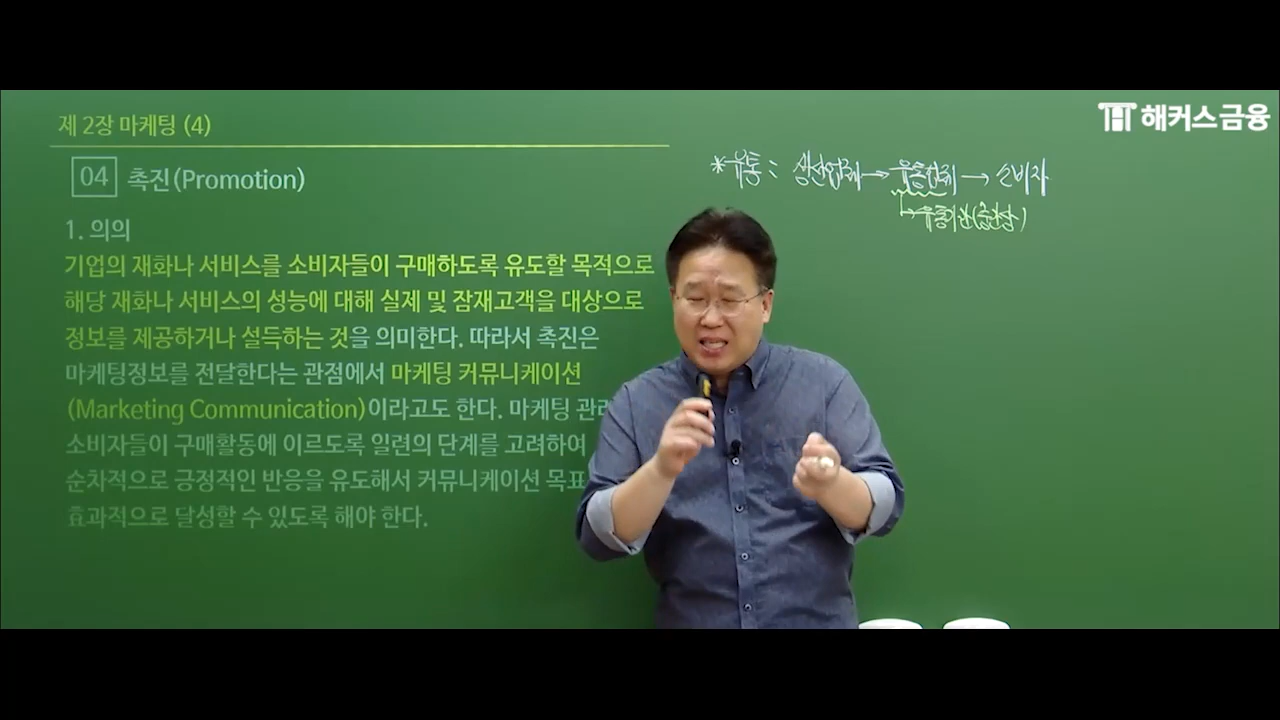 제 2장 마케팅 (4)
해커스금융
04 촉진(Promotion)
*유통: 생산업체→유통업체→소비자
1. 의의
기업의 재화나 서비스를 소비자들이 구매하도록 유도할 목적으로
해당 재화나 서비스의 성능에 대해 실제 및 잠재고객을 대상으로
정보를 제공하거나 설득하는 것을 의미한다. 따라서 촉진은
마케팅정보를 전달한다는 관점에서 마케팅 커뮤니케이션
(Marketing Communication)이라고도 한다. 마케팅
소비자들이 구매활동에 이르도록 일련의 단계를 고려하여
순차적으로 긍정적인 반응을 유도해서 커뮤니케이션 목표
효과적으로 달성할 수 있도록 해야 한다.